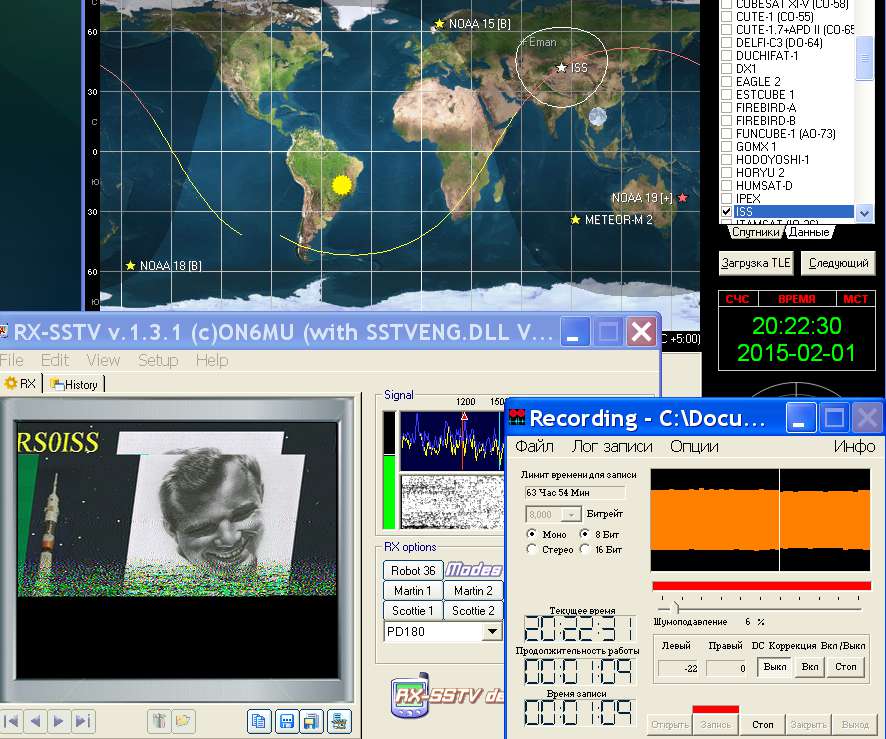 60
30
С
0
Ю
30
60
Ю
NOAA 15 [B]
Eman
ISS
NOAA 19 [+]
METEOR-M 2
NOAA 18 [B]
C +5:00)
CUBESAT XI-V (CO-58)
CUTE-1 (CO-55)
CUTE-1.7+APD II (CO-65
DELFI-C3 (DO-64)
DUCHIFAT-1
DX1
EAGLE 2
ESTCUBE 1
FIREBIRD-A
FIREBIRD-B
FUNCUBE-1 (AO-73)
GOMX 1
HODOYOSHI-1
HORYU 2
HUMSAT-D
IPEX
ISS
Спутники Данные
Загрузка TLE Следующий
СЧС ВРЕМЯ МСТ
20:22:30
2015-02-01
RX-SSTV v.1.3.1 (c)ON6MU (with SSTVENG.DLL V...
File Edit View Setup Help
RX History
RS0ISS
Signal
1200 150
RX options
Robot 36 Modes
Martin 1 Martin 2
Scottie 1 Scottie 2
PD180
RX-SSTV de
Recording - C:\Docu...
Файл Лог записи Опции Инфо
Лимит времени для записи
63 Час 54 Мин
8,000 Битрейт
Моно 8 Бит
Стерео 16 Бит
Текущее время
20:22:31
Продолжительность работы
00:01:09
Время записи
00:01:09
Шумоподавление 6 %
Левый Правый DC Коррекция Вкл/Выкл
-22 0 Выкл Вкл Стоп
Открыть Запись Стоп Закрыть Выход